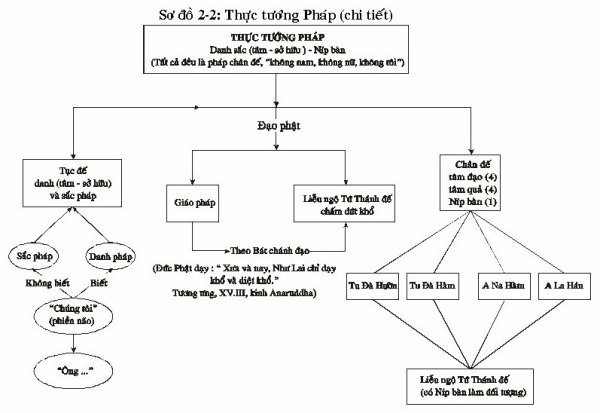 Sơ đồ 2-2: Thực tướng Pháp (chi tiết)
THỰC TƯỚNG PHÁP
Danh sắc (tâm - sở hữu ) - Níp bàn
(Tất cả đều là pháp chân đế, “không nam, không nữ, không tôi”)
Đạo phật
Tục đế
danh (tâm - sở hữu)
và sắc pháp
Giáo pháp
Liễu ngộ Tứ Thánh đế
chấm dứt khổ
Chân đế
tâm đạo (4)
tâm quả (4)
Níp bàn (1)
Sắc pháp
Danh pháp
Theo Bát chánh đạo
(Đức Phật dạy : “ Xưa và nay, Như Lai chỉ dạy
khổ và diệt khổ.”
Tương ưng, XV.III, kinh Anaruddha)
Không biết
Biết
“Chúng tôi”
(phiền não)
“Ông ...”
Tu Đà Hườn
Tư Đà Hàm
A Na Hàm
A La Hán
Liễu ngộ Tứ Thánh đế
(có Níp bàn làm đối tượng)